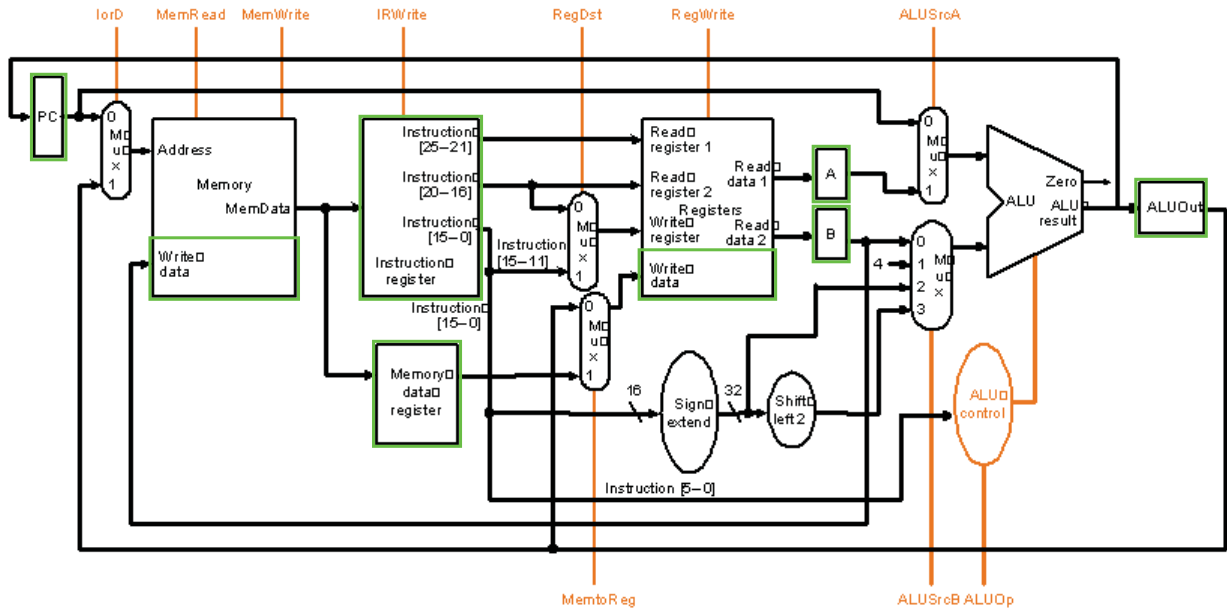 IorD MemRead MemWrite IRWrite RegDst RegWrite ALUSrcA
PC
0
M
u
x
1
Address
Memory
MemData
Write
data
Instruction
[25–21]
Instruction
[20–16]
Instruction
[15–0]
Instruction
register
Instruction
[15–11]
Instruction
[15–0]
Memory
data
register
0
M
u
x
1
0
M
u
x
1
Read
register 1
Read
register 2
Registers
Write
register
Write
data
Read
data 1
Read
data 2
A
B
0
M
u
x
1
4
0
1
2
3
M
u
x
Zero
ALU
ALU
result
ALUOut
16
Sign
extend
32
Shift
left 2
ALU
control
Instruction [5–0]
MemtoReg ALUSrcB ALUOp